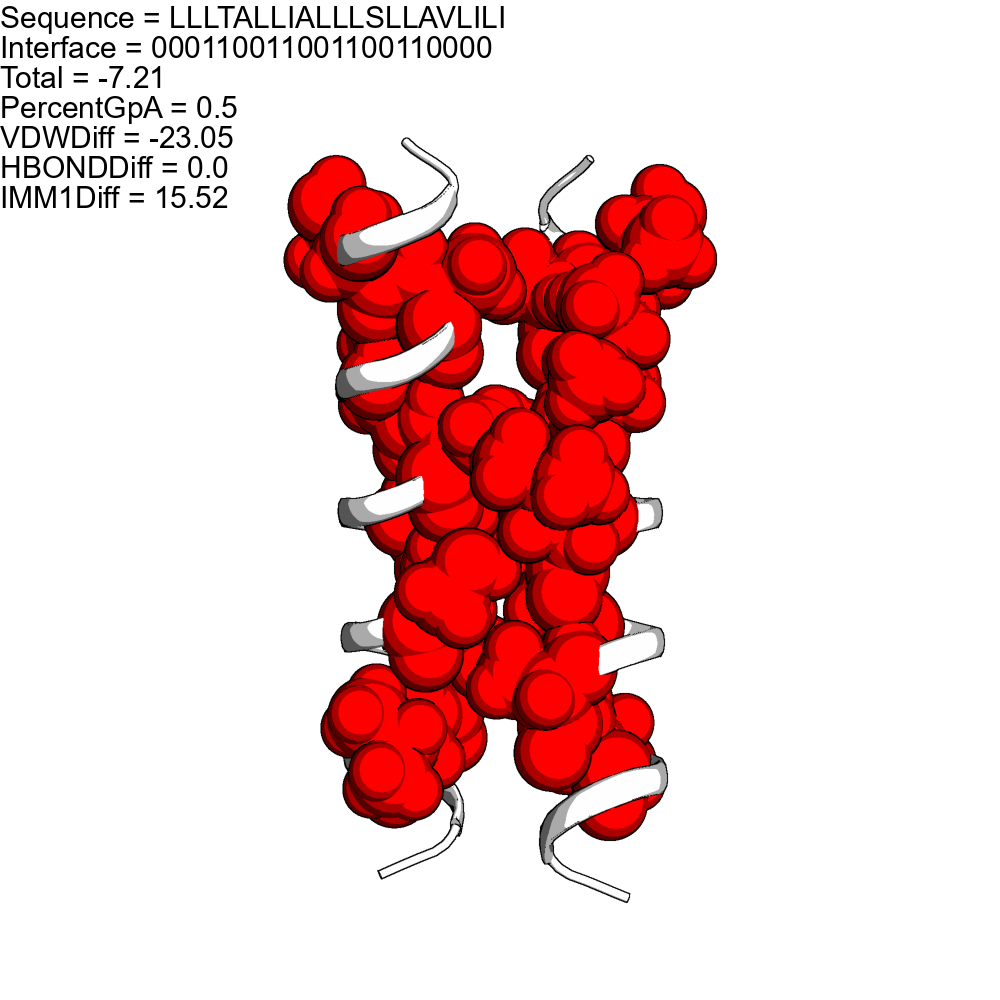 Sequence = LLLTALLIALLLSLLAVLILI
Interface = 000110011001100110000
Total = -7.21
PercentGpA = 0.5
VDWDiff = -23.05
HBONDDiff = 0.0
IMM1Diff = 15.52